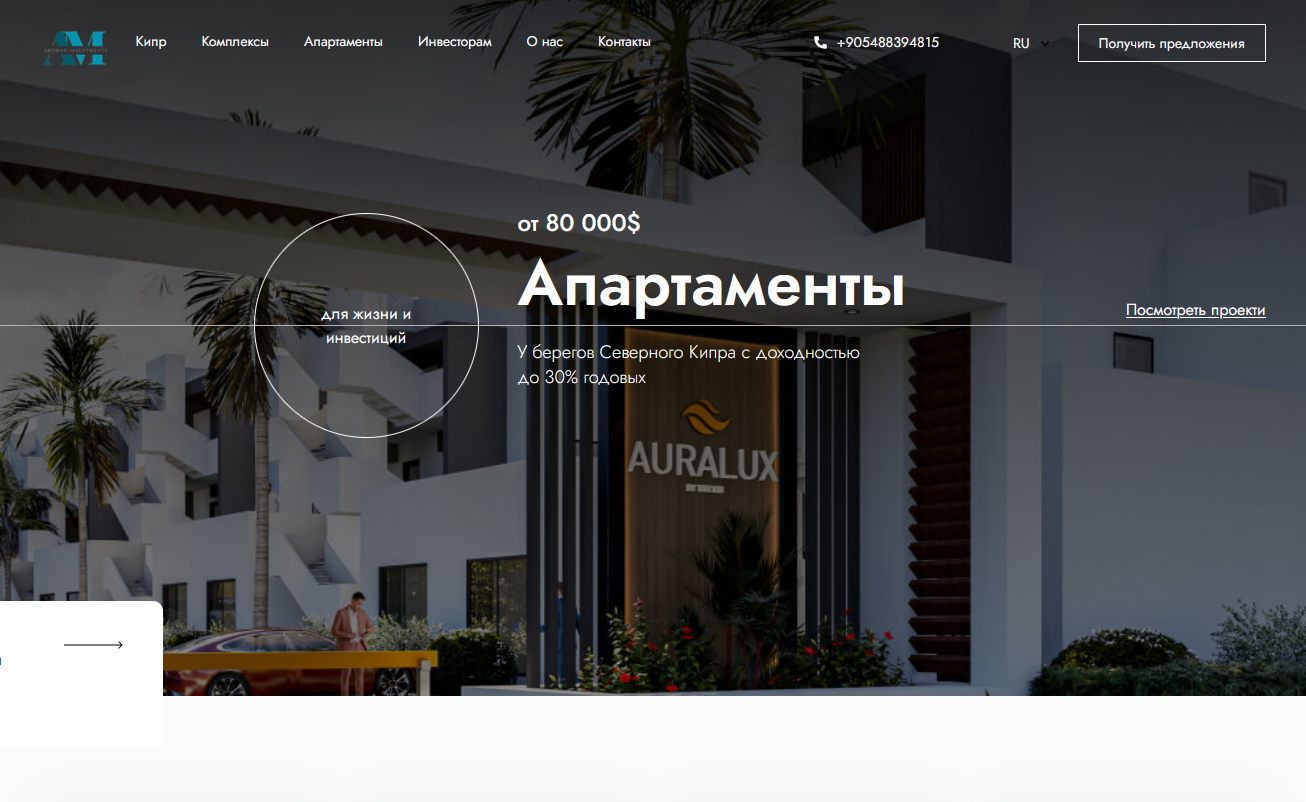 AM
Кипр
Комплексы
Апартаменты
Инвесторам
О нас
Контакты
+905488394815
RU
Получить предложения
от 80 000$
Апартаменты
для жизни и
инвестиций
Посмотреть проекти
У берегов Северного Кипра с доходностью
до 30% годовых
AURALUX